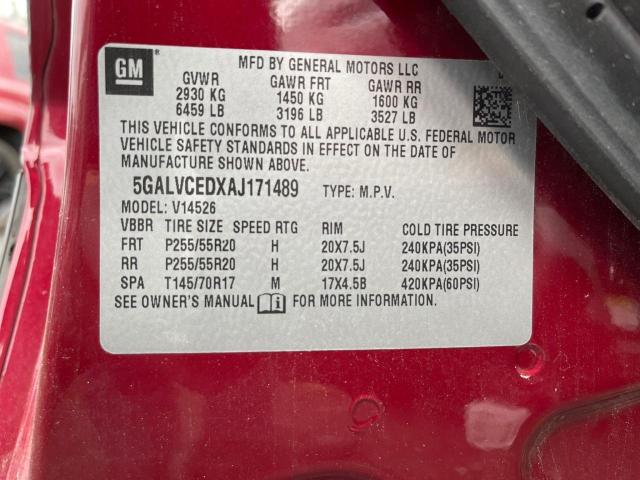 MFD BY GENERAL MOTORS LLC
GM®
GVWR GAWR FRT GAWR RR
2930 KG 1450 KG 1600 KG
6459 LB 3196 LB 3527 LB
THIS VEHICLE CONFORMS TO ALL APPLICABLE U.S. FEDERAL MOTOR
VEHICLE SAFETY STANDARDS IN EFFECT ON THE DATE OF
MANUFACTURE SHOWN ABOVE.
5GALVCEDXAJ171489 TYPE: M.P.V.
MODEL: V14526
VBBR TIRE SIZE SPEED RTG RIM COLD TIRE PRESSURE
FRT P255/55R20 H 20X7.5J 240KPA(35PSI)
RR P255/55R20 H 20X7.5J 240KPA(35PSI)
SPA T145/70R17 M 17X4.5B 420KPA(60PSI)
SEE OWNER'S MANUAL FOR MORE INFORMATION.